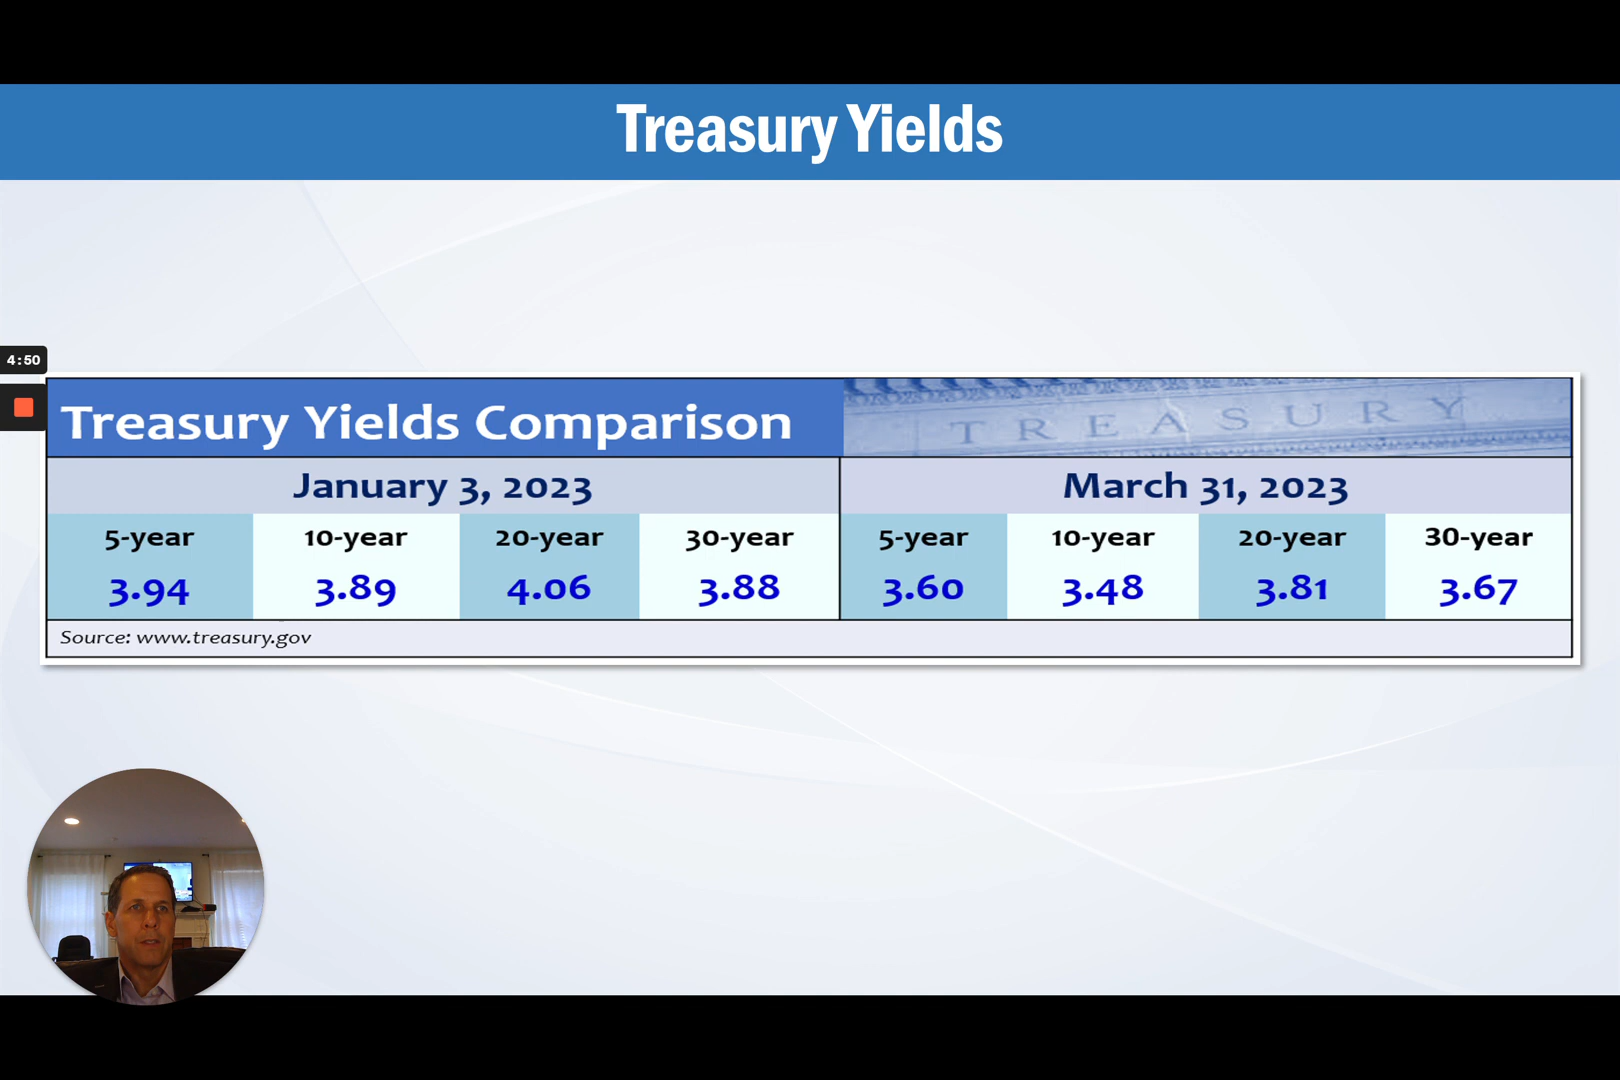 Treasury Yields
4:50
Treasury Yields Comparison
TREASURY
January 3, 2023 March 31, 2023
5-year 10-year 20-year 30-year 5-year 10-year 20-year 30-year
3.94 3.89 4.06 3.88 3.60 3.48 3.81 3.67
Source: www.treasury.gov